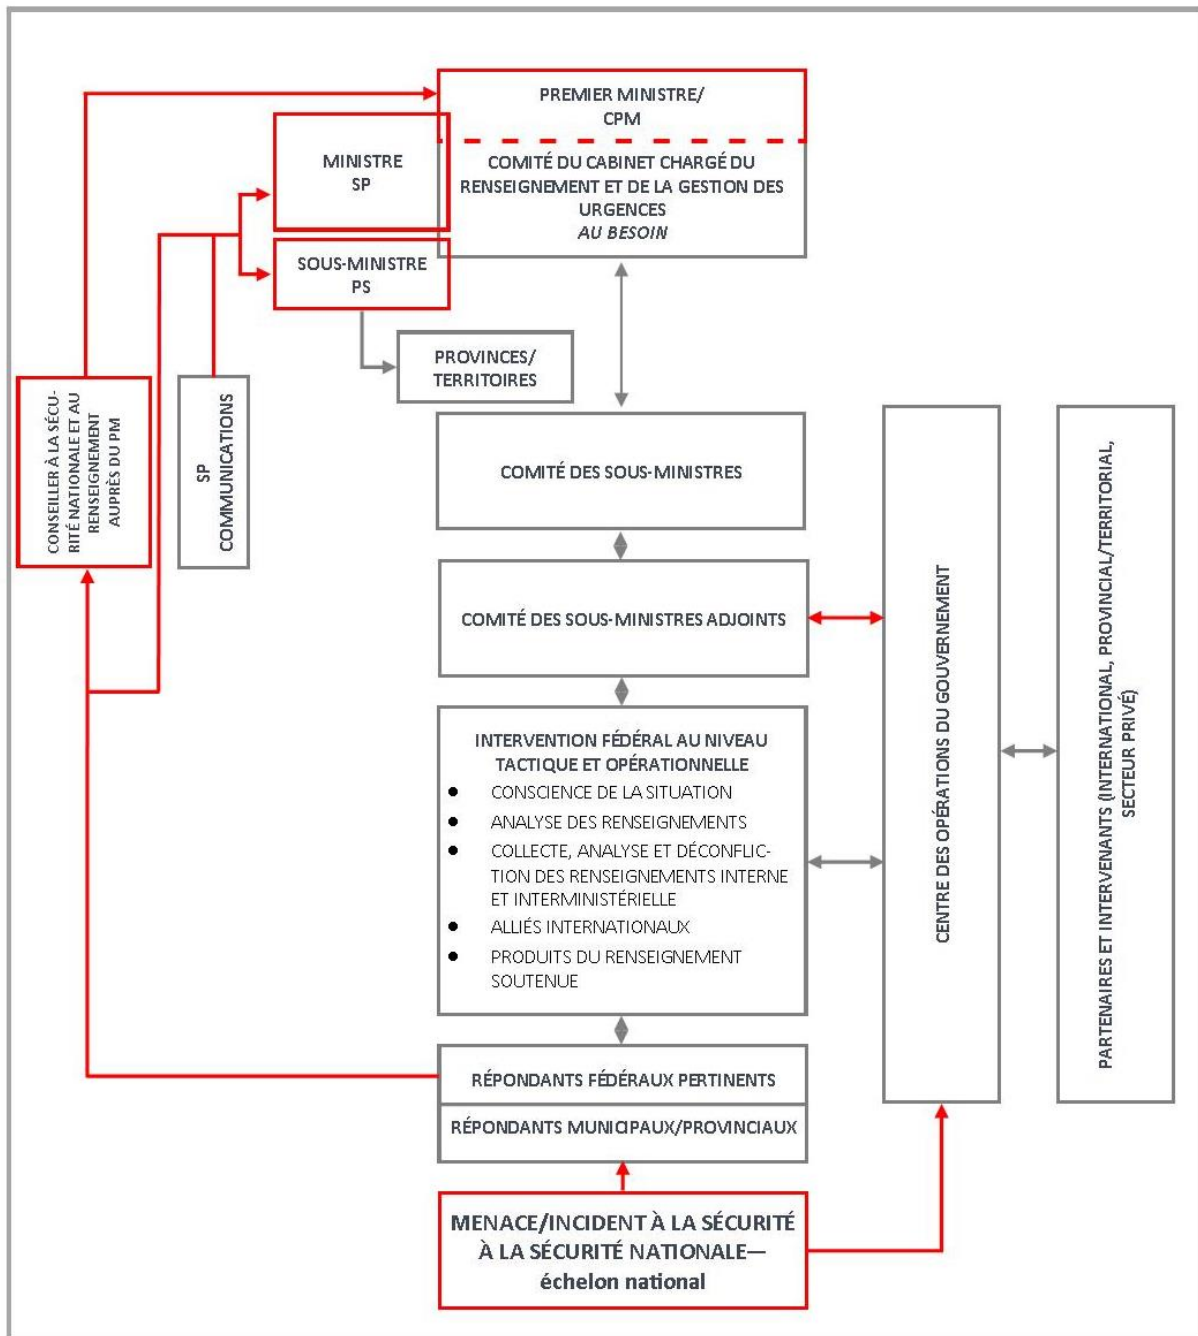 PREMIER MINISTRE/
CPM
MINISTRE
SP
COMITÉ DU CABINET CHARGÉ DU
RENSEIGNEMENT ET DE LA GESTION DES
URGENCES
AU BESOIN
SOUS-MINISTRE
PS
PROVINCES/
TERRITOIRES
CONSEILLER À LA SÉCU-
RITÉ NATIONALE ET AU
RENSEIGNEMENT
AUPRÈS DU PM
SP
COMMUNICATIONS
COMITÉ DES SOUS-MINISTRES
COMITÉ DES SOUS-MINISTRES ADJOINTS
INTERVENTION FÉDÉRAL AU NIVEAU
TACTIQUE ET OPÉRATIONNELLE
● CONSCIENCE DE LA SITUATION
● ANALYSE DES RENSEIGNEMENTS
● COLLECTE, ANALYSE ET DÉCONFLIC-
TION DES RENSEIGNEMENTS INTERNE
ET INTERMINISTÉRIELLE
● ALLIÉS INTERNATIONAUX
● PRODUITS DU RENSEIGNEMENT
SOUTENUE
CENTRE DES OPÉRATIONS DU GOUVERNEMENT
PARTENAIRES ET INTERVENANTS (INTERNATIONAL, PROVINCIAL/TERRITORIAL,
SECTEUR PRIVÉ)
RÉPONDANTS FÉDÉRAUX PERTINENTS
RÉPONDANTS MUNICIPAUX/PROVINCIAUX
MENACE/INCIDENT À LA SÉCURITÉ
À LA SÉCURITÉ NATIONALE—
échelon national